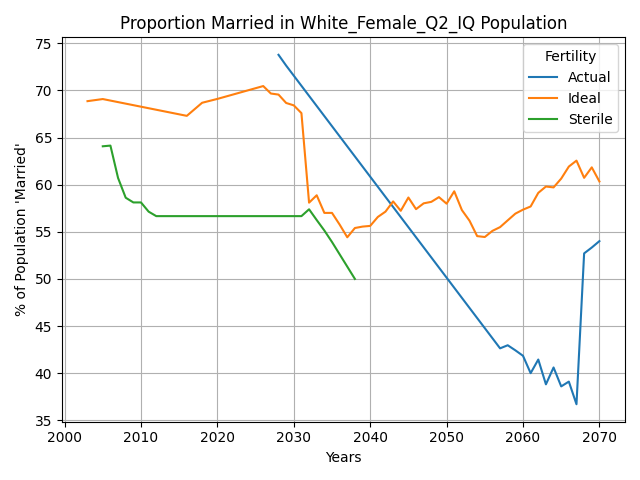 Proportion Married in White_Female_Q2_IQ Population
% of Population 'Married'
75
70
65
60
55
50
45
40
35
Fertility
Actual
Ideal
Sterile
2000 2010 2020 2030 2040 2050 2060 2070
Years